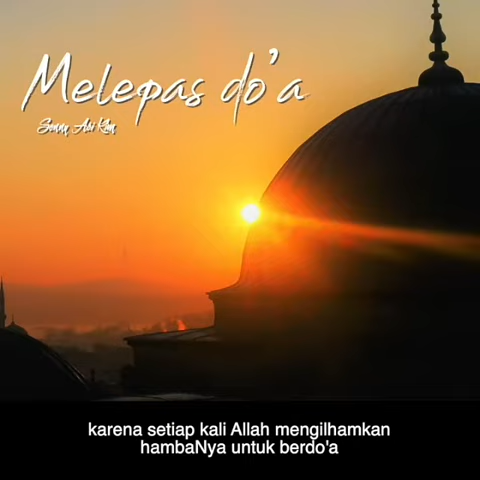 Melepas do'a
karena setiap kali Allah mengilhamkan
hambaNya untuk berdo'a